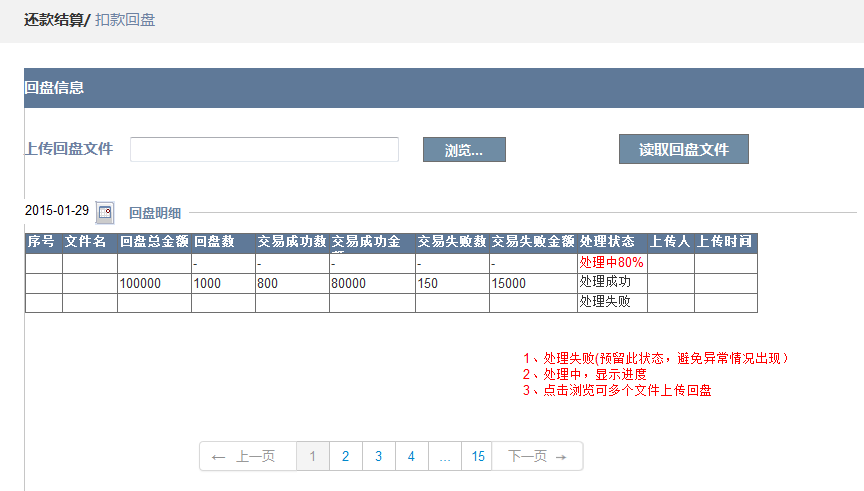 还款结算/ 扣款回盘
回盘信息
上传回盘文件 浏览... 读取回盘文件
2015-01-29 回盘明细
序号 文件名 回盘总金额 回盘数 交易成功数 交易成功金 交易失败数 交易失败金额 处理状态 上传人 上传时间
- - - - - 处理中80%
100000 1000 800 80000 150 15000 处理成功
处理失败
1、处理失败(预留此状态，避免异常情况出现）
2、处理中，显示进度
3、点击浏览可多个文件上传回盘
← 上一页 1 2 3 4 ... 15 下一页 →